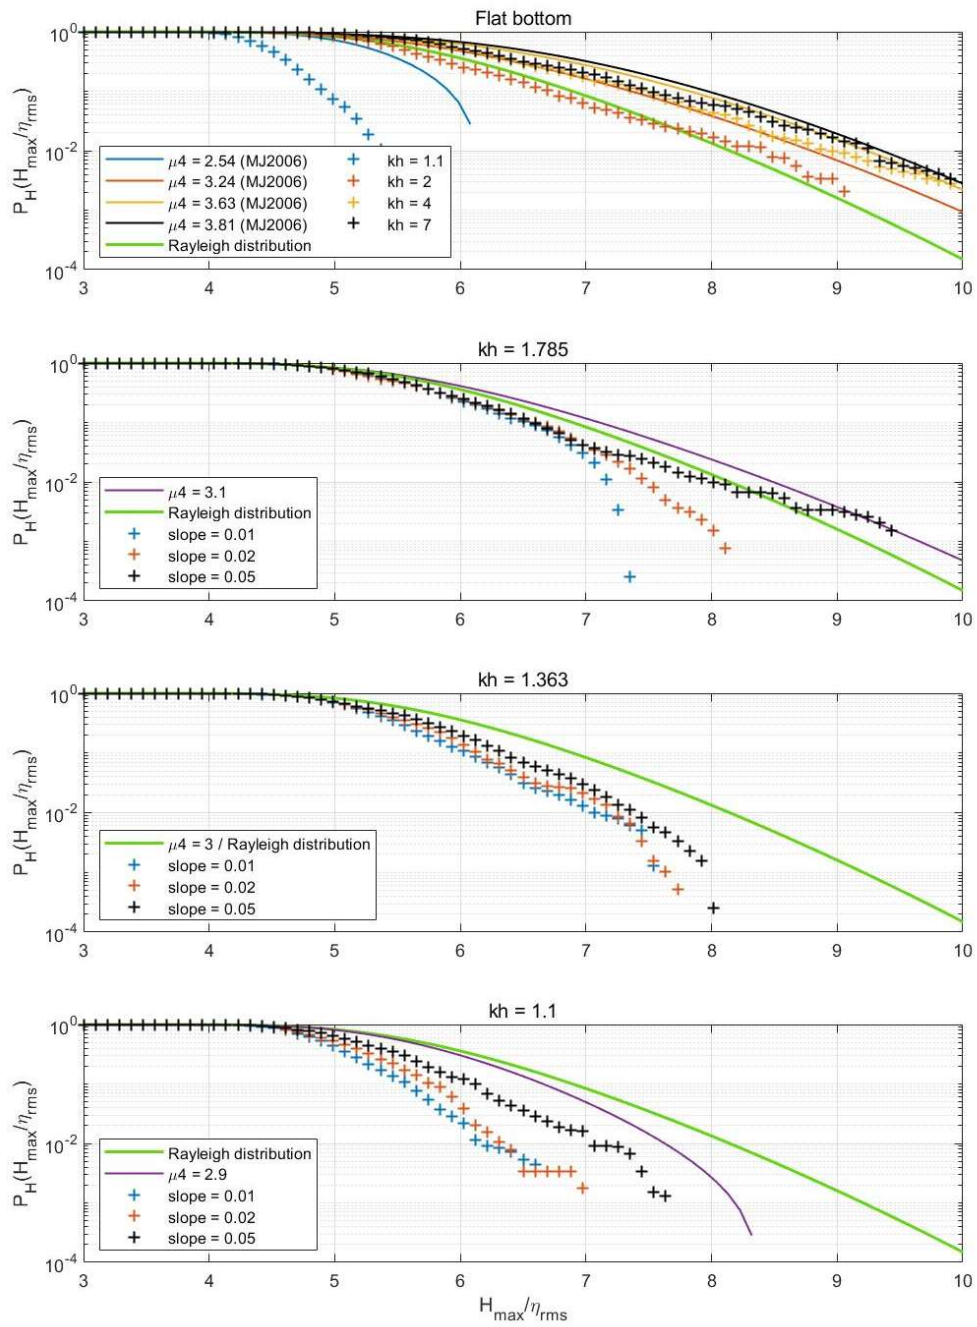 Flat bottom
P_H(H_max/η_rms)
10^0
10^-2
10^-4
μ4 = 2.54 (MJ2006) kh = 1.1
μ4 = 3.24 (MJ2006) kh = 2
μ4 = 3.63 (MJ2006) kh = 4
μ4 = 3.81 (MJ2006) kh = 7
Rayleigh distribution
3 4 5 6 7 8 9 10
kh = 1.785
P_H(H_max/η_rms)
10^0
10^-2
10^-4
μ4 = 3.1
Rayleigh distribution
slope = 0.01
slope = 0.02
slope = 0.05
3 4 5 6 7 8 9 10
kh = 1.363
P_H(H_max/η_rms)
10^0
10^-2
10^-4
μ4 = 3 / Rayleigh distribution
slope = 0.01
slope = 0.02
slope = 0.05
3 4 5 6 7 8 9 10
kh = 1.1
P_H(H_max/η_rms)
10^0
10^-2
10^-4
Rayleigh distribution
μ4 = 2.9
slope = 0.01
slope = 0.02
slope = 0.05
3 4 5 6 7 8 9 10
H_max/η_rms